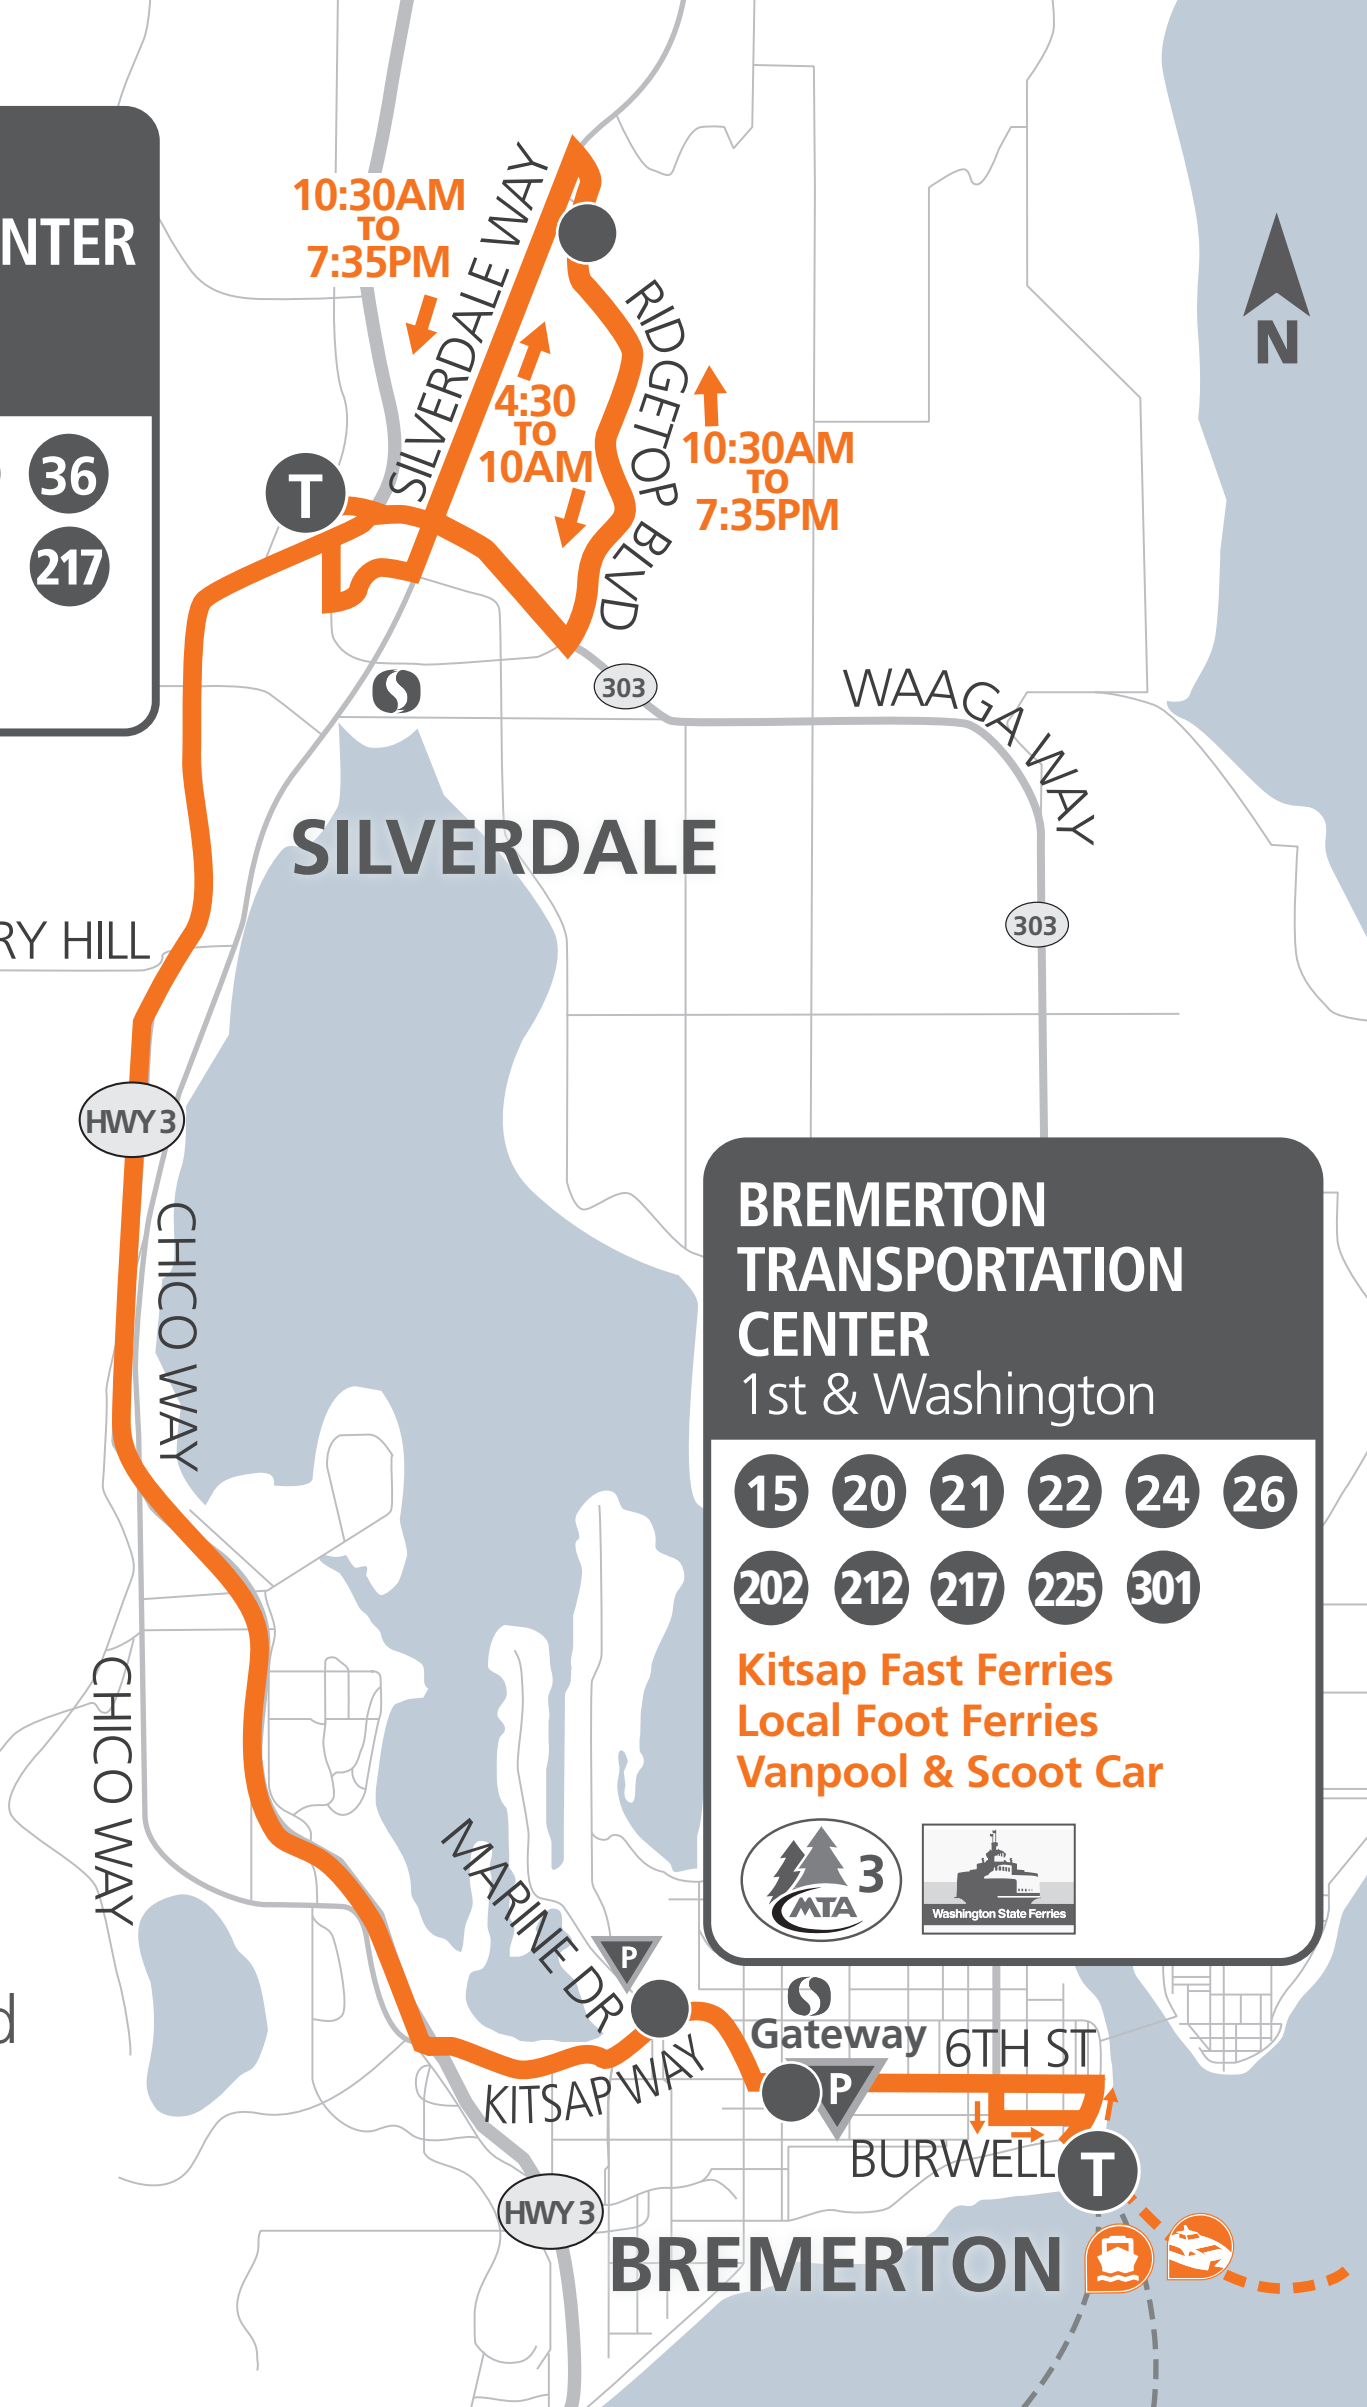 NTER
36
217
10:30AM
TO
7:35PM
SILVERDALE WAY
4:30
TO
10AM
RIDGETOP BLVD
10:30AM
TO
7:35PM
N
T
303
WAAGA WAY
SILVERDALE
303
RY HILL
HWY 3
CHICO WAY
BREMERTON
TRANSPORTATION
CENTER
1st & Washington
15 20 21 22 24 26
202 212 217 225 301
Kitsap Fast Ferries
Local Foot Ferries
Vanpool & Scoot Car
MTA 3
Washington State Ferries
CHICO WAY
MARINE DR
P
d
Gateway
6TH ST
KITSAP WAY
P
BURWELL
T
HWY 3
BREMERTON